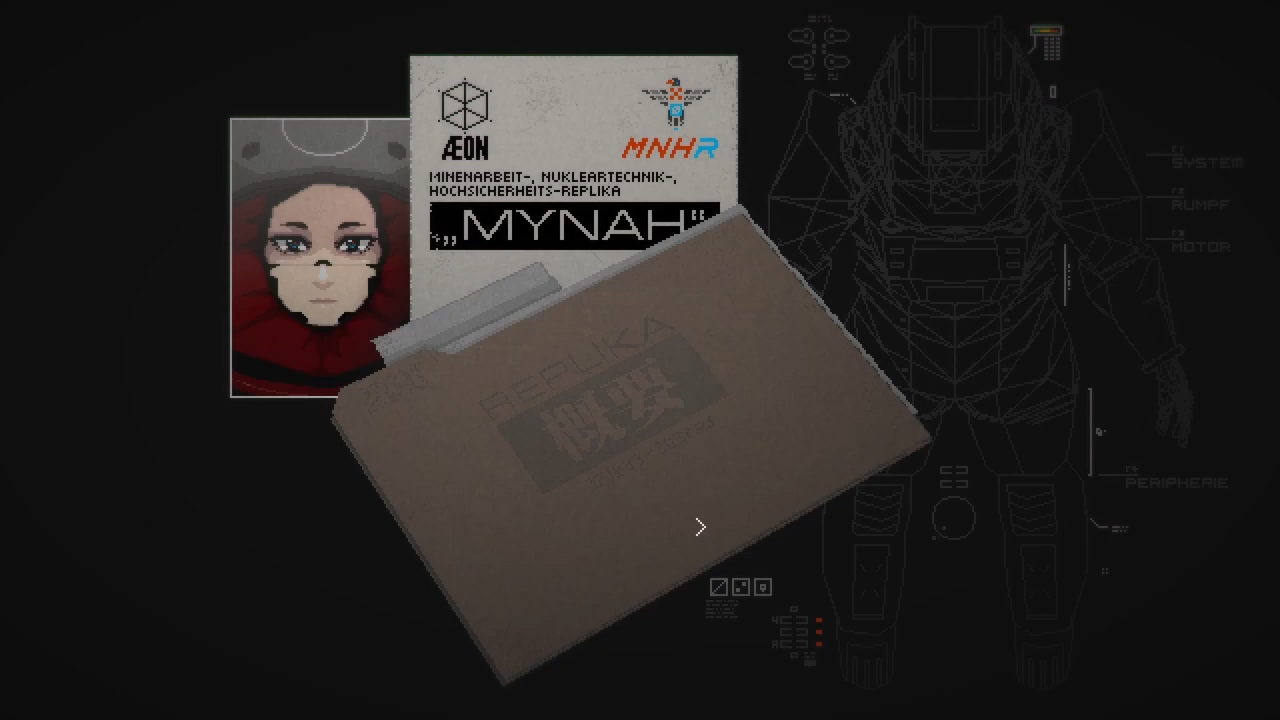 ÆON
MNHR
MINENARBEIT-, NUKLEARTECHNIK-,
HOCHSICHERHEITS-REPLIKA
„MYNAH“
REPLIKA
概要
SYSTEM
RUMPF
MOTOR
PERIPHERIE